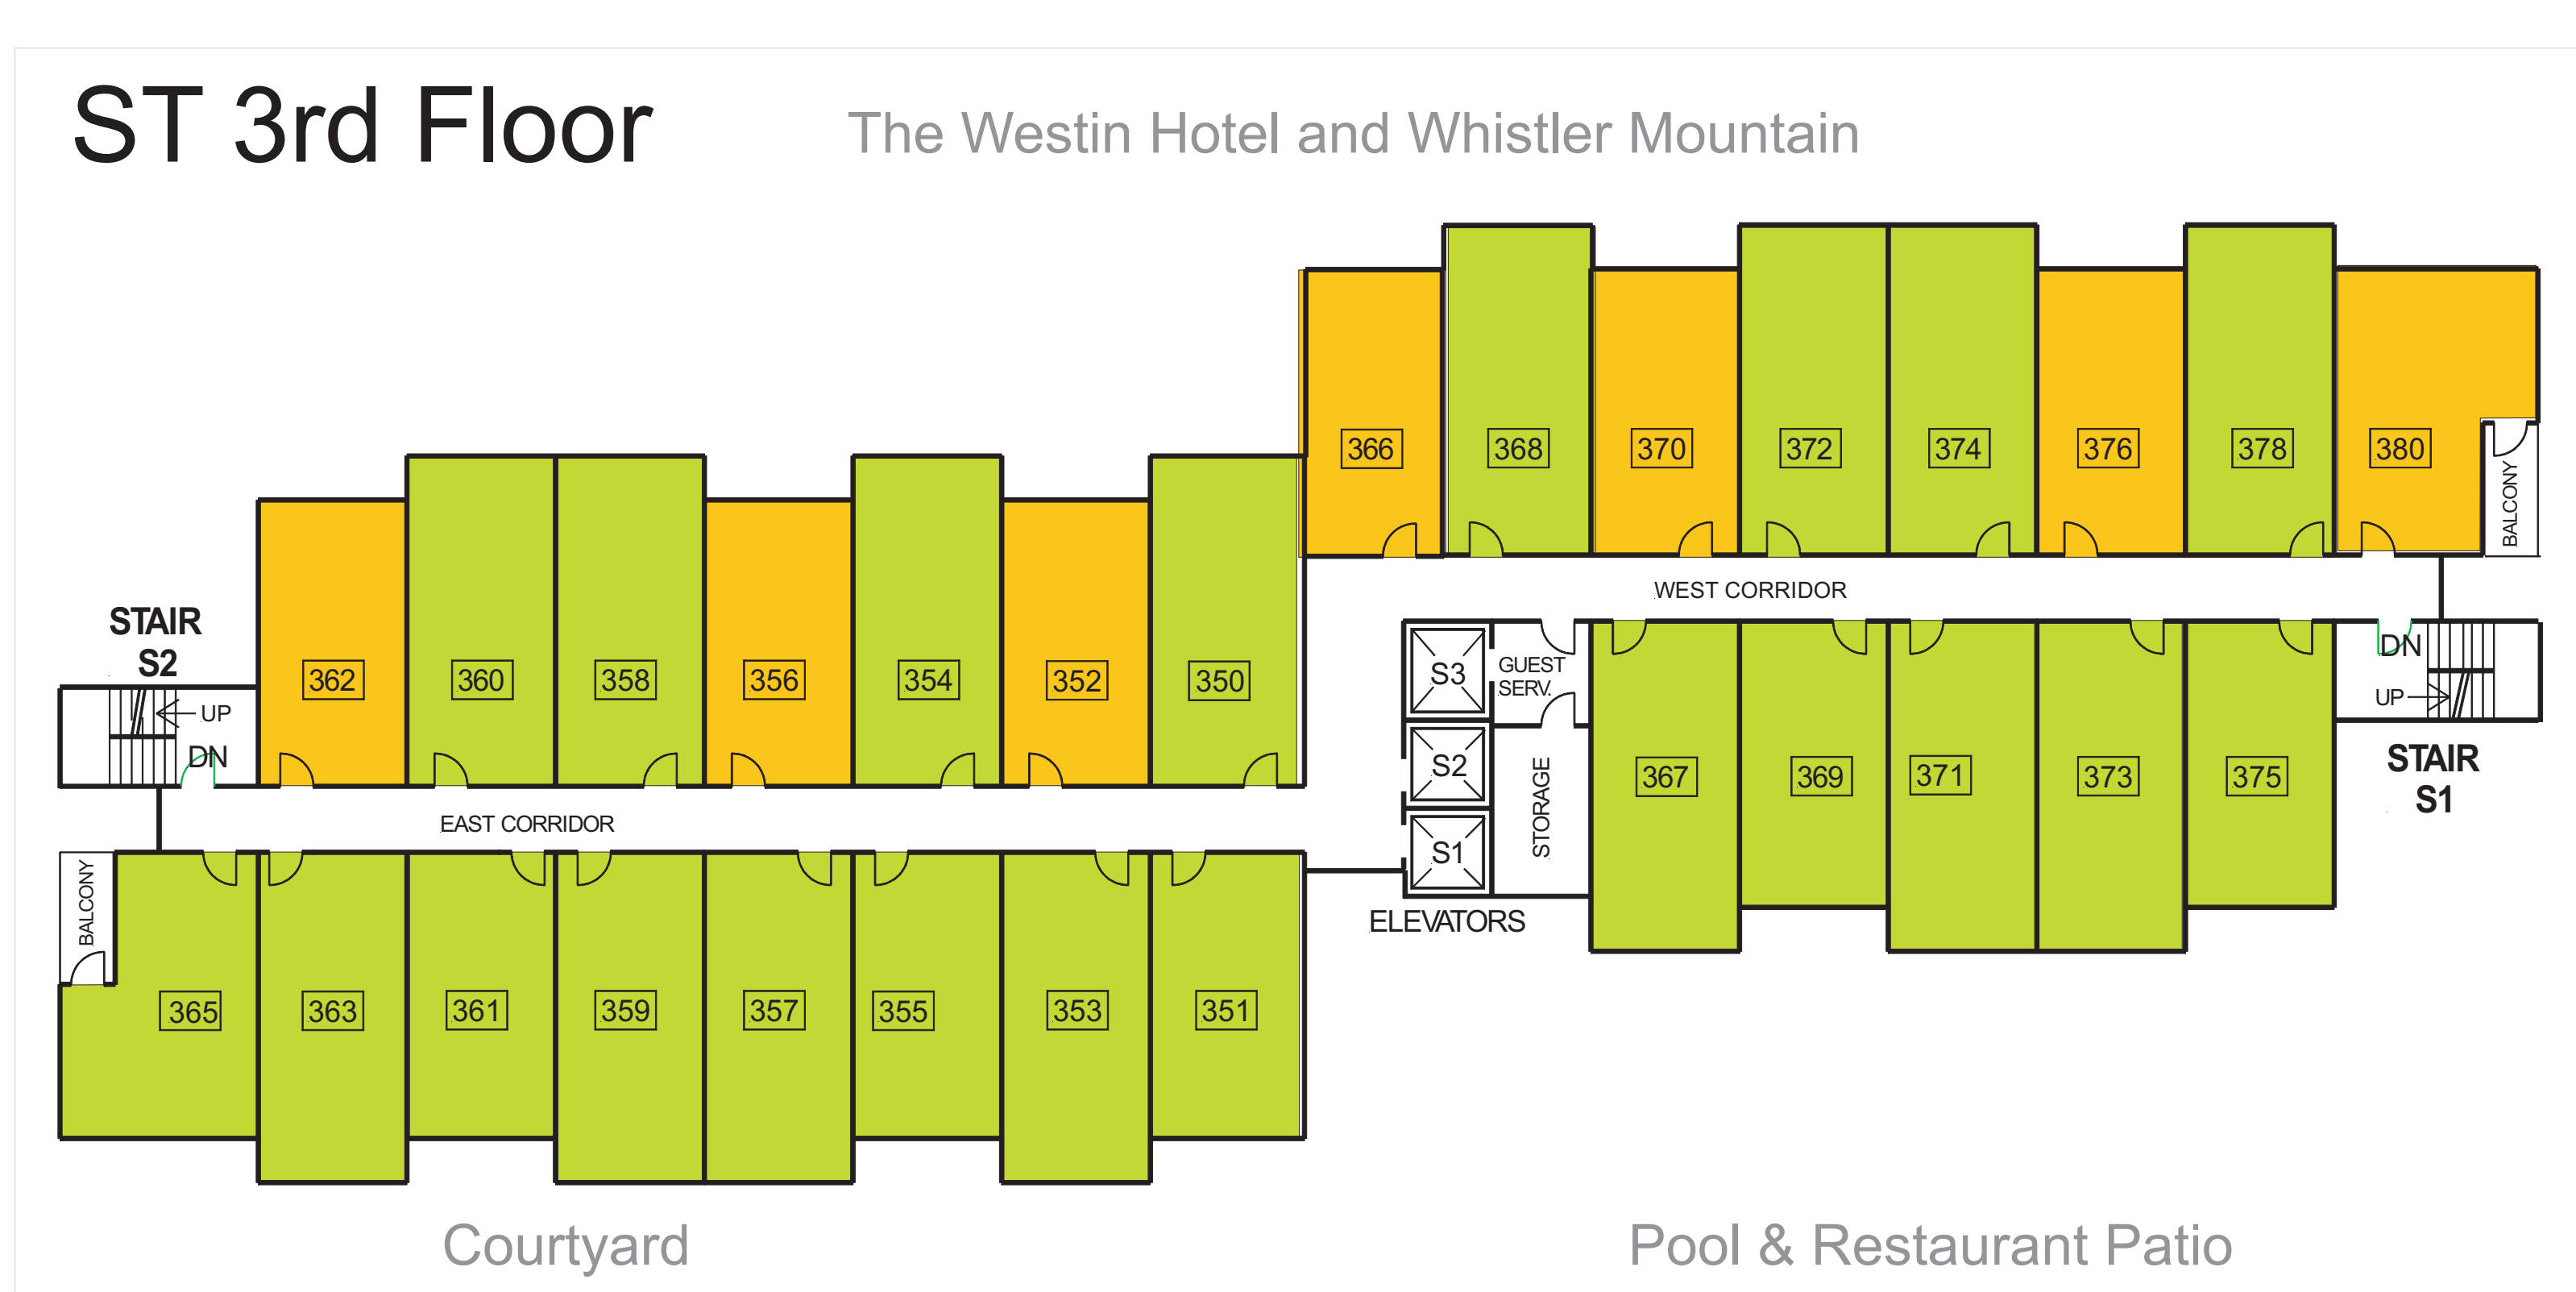 ST 3rd Floor
The Westin Hotel and Whistler Mountain
366
368
370
372
374
376
378
380
BALCONY
WEST CORRIDOR
STAIR
S2
UP
DN
362
360
358
356
354
352
350
S3
GUEST
SERV.
S2
S1
STORAGE
ELEVATORS
367
369
371
373
375
DN
UP
STAIR
S1
EAST CORRIDOR
BALCONY
365
363
361
359
357
355
353
351
Courtyard
Pool & Restaurant Patio